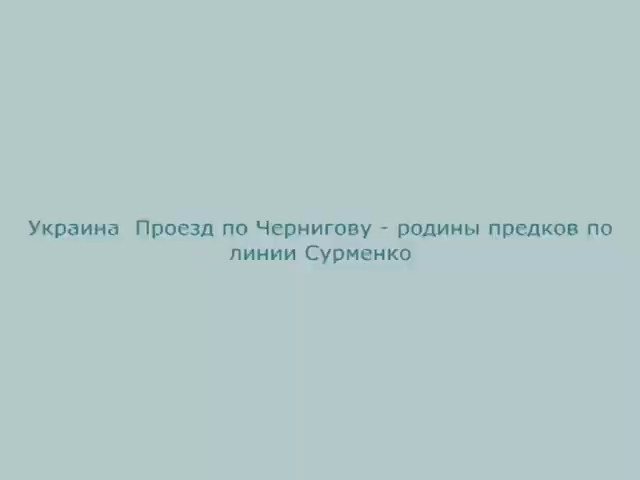 Украина  Проезд по Чернигову - родины предков по
линии Сурменко